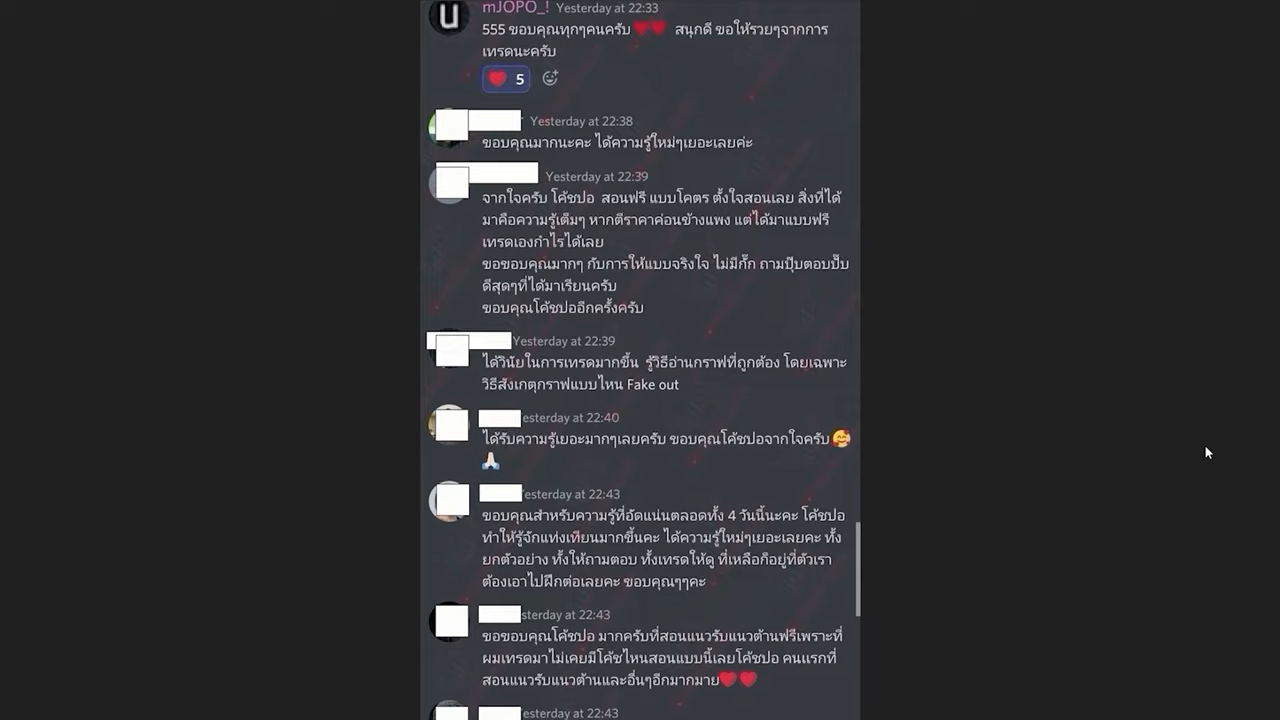 mJOPO_! Yesterday at 22:33
555 ขอบคุณทุกๆคนครับ ❤️❤️ สนุกดี ขอให้รวยๆจากการ
เทรดนะครับ
❤️ 5
Yesterday at 22:38
ขอบคุณมากนะคะ ได้ความรู้ใหม่ๆเยอะเลยค่ะ
Yesterday at 22:39
จากใจครับ โค้ชปอ สอนฟรี แบบโคตร ตั้งใจสอนเลย สิ่งที่ได้
มาคือความรู้เต็มๆ หากตีราคาค่อนข้างแพง แต่ได้มาแบบฟรี
เทรดเองกำไรได้เลย
ขอขอบคุณมากๆ กับการให้แบบจริงใจ ไม่มีกั๊ก ถามปุ๊บตอบปั๊บ
ดีสุดๆที่ได้มาเรียนครับ
ขอบคุณโค้ชปออีกครั้งครับ
Yesterday at 22:39
ได้วินัยในการเทรดมากขึ้น รู้วิธีอ่านกราฟที่ถูกต้อง โดยเฉพาะ
วิธีสังเกตุกราฟแบบไหน Fake out
esterday at 22:40
ได้รับความรู้เยอะมากๆเลยครับ ขอบคุณโค้ชปอจากใจครับ🥰
🙏🏻
Yesterday at 22:43
ขอบคุณสำหรับความรู้ที่อัดแน่นตลอดทั้ง 4 วันนี้นะคะ โค้ชปอ
ทำให้รู้จักแท่งเทียนมากขึ้นคะ ได้ความรู้ใหม่ๆเยอะเลยคะ ทั้ง
ยกตัวอย่าง ทั้งให้ถามตอบ ทั้งเทรดให้ดู ที่เหลือก็อยู่ที่ตัวเรา
ต้องเอาไปฝึกต่อเลยคะ ขอบคุณๆๆคะ
sterday at 22:43
ขอขอบคุณโค้ชปอ มากครับที่สอนแนวรับแนวต้านฟรีเพราะที่
ผมเทรดมาไม่เคยมีโค้ชไหนสอนแบบนี้เลยโค้ชปอ คนแรกที่
สอนแนวรับแนวต้านและอื่นๆอีกมากมาย❤️❤️
esterday at 22:43